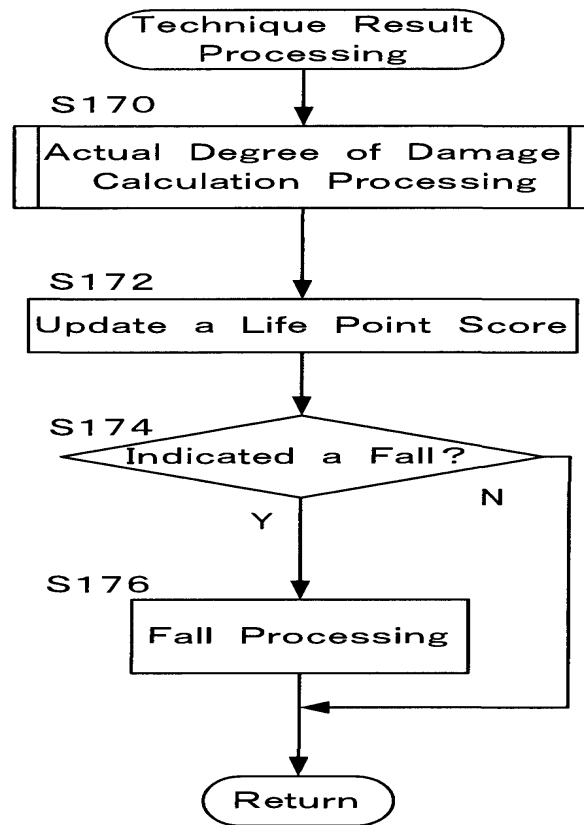 Technique Result
Processing
S170
Actual Degree of Damage
Calculation Processing
S172
Update a Life Point Score
S174
Indicated a Fall?
N
Y
S176
Fall Processing
Return